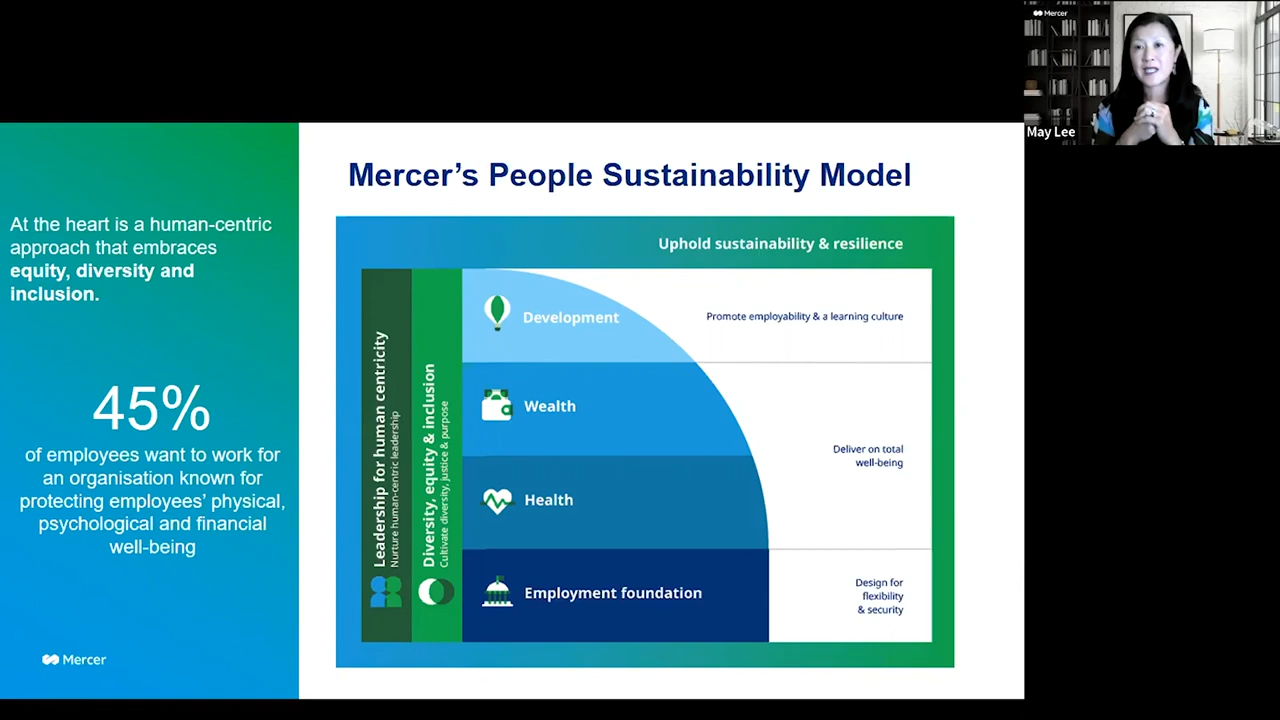 Mercer
May Lee
At the heart is a human-centric
approach that embraces
equity, diversity and
inclusion.
45%
of employees want to work for
an organisation known for
protecting employees' physical,
psychological and financial
well-being
Mercer
Mercer’s People Sustainability Model
Uphold sustainability & resilience
Leadership for human centricity
Nurture human-centric leadership
Diversity, equity & inclusion
Cultivate diversity, justice & purpose
Development
Promote employability & a learning culture
Wealth
Deliver on total
well-being
Health
Employment foundation
Design for
flexibility
& security